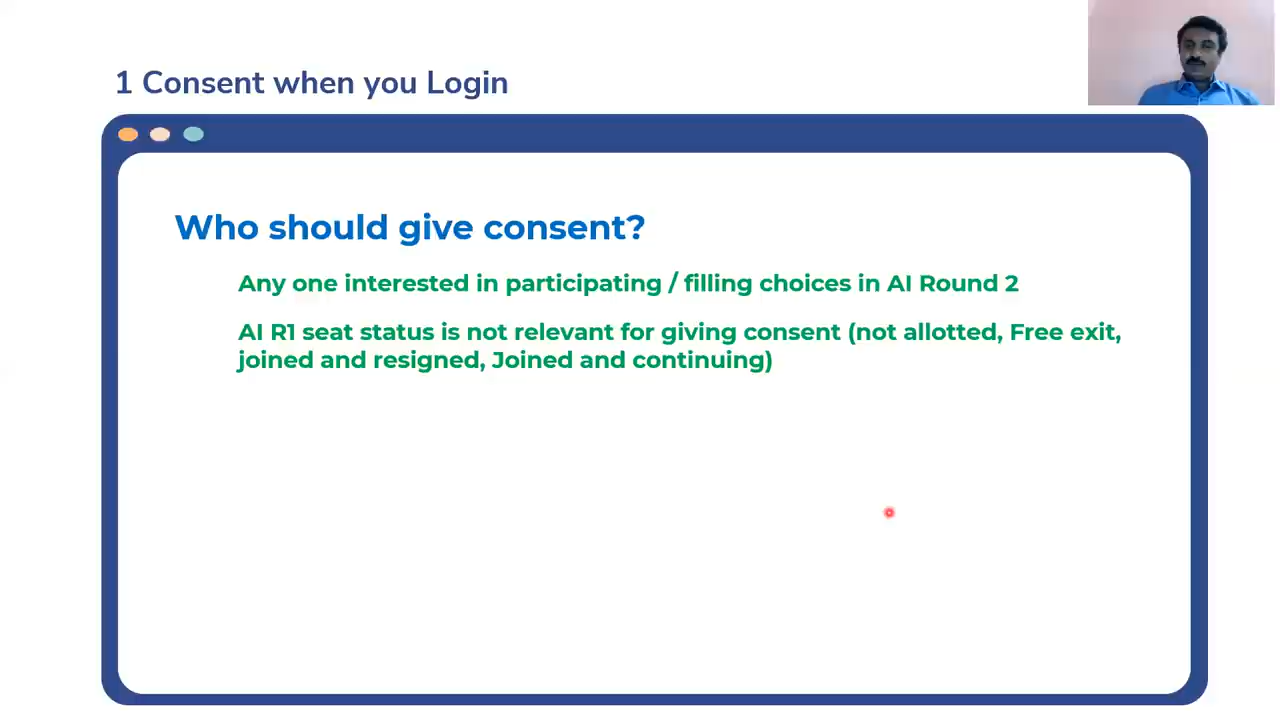 1 Consent when you Login
Who should give consent?
Any one interested in participating / filling choices in AI Round 2
AI R1 seat status is not relevant for giving consent (not allotted, Free exit,
joined and resigned, Joined and continuing)